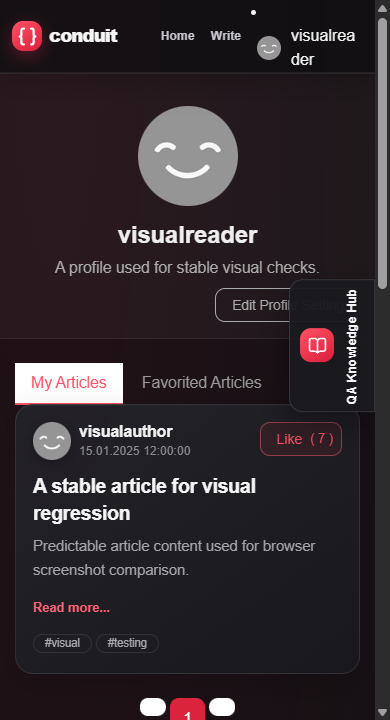 conduit
Home
Write
visualrea
der
visualreader
A profile used for stable visual checks.
Edit Profile
QA Knowledge Hub
My Articles
Favorited Articles
visualauthor
15.01.2025 12:00:00
Like ( 7 )
A stable article for visual
regression
Predictable article content used for browser
screenshot comparison.
Read more...
#visual
#testing
1